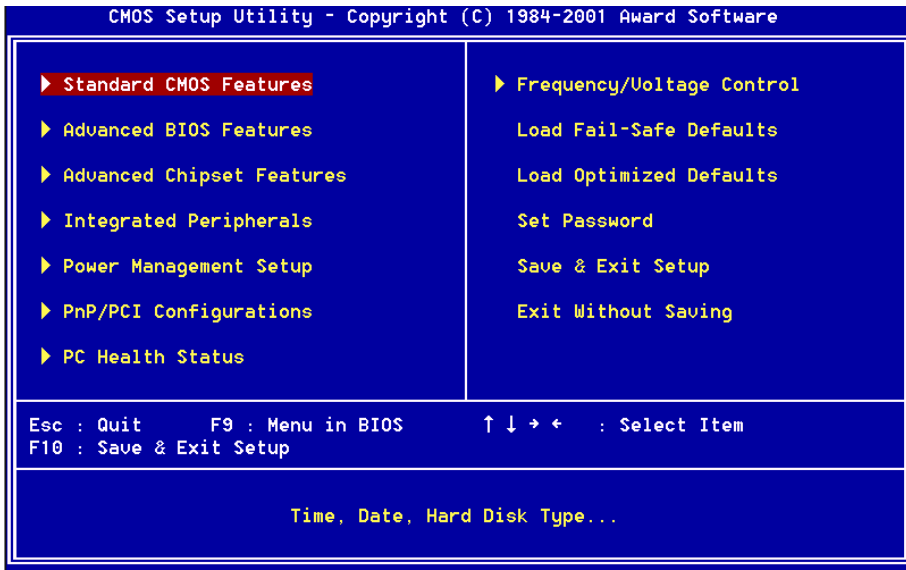 CMOS Setup Utility - Copyright (C) 1984-2001 Award Software
Standard CMOS Features
Advanced BIOS Features
Advanced Chipset Features
Integrated Peripherals
Power Management Setup
PnP/PCI Configurations
PC Health Status
Frequency/Voltage Control
Load Fail-Safe Defaults
Load Optimized Defaults
Set Password
Save & Exit Setup
Exit Without Saving
Esc : Quit F9 : Menu in BIOS ↑ ↓ → ← : Select Item
F10 : Save & Exit Setup
Time, Date, Hard Disk Type...